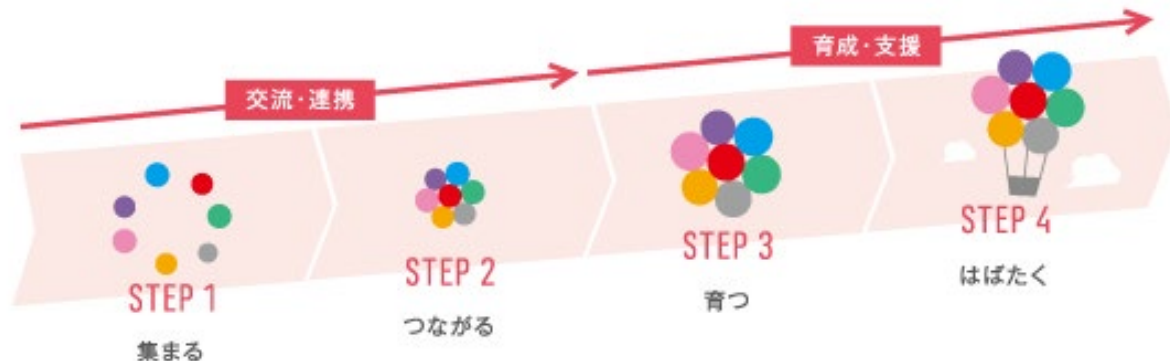 交流・連携
育成・支援
STEP 1
集まる
STEP 2
つながる
STEP 3
育つ
STEP 4
はばたく